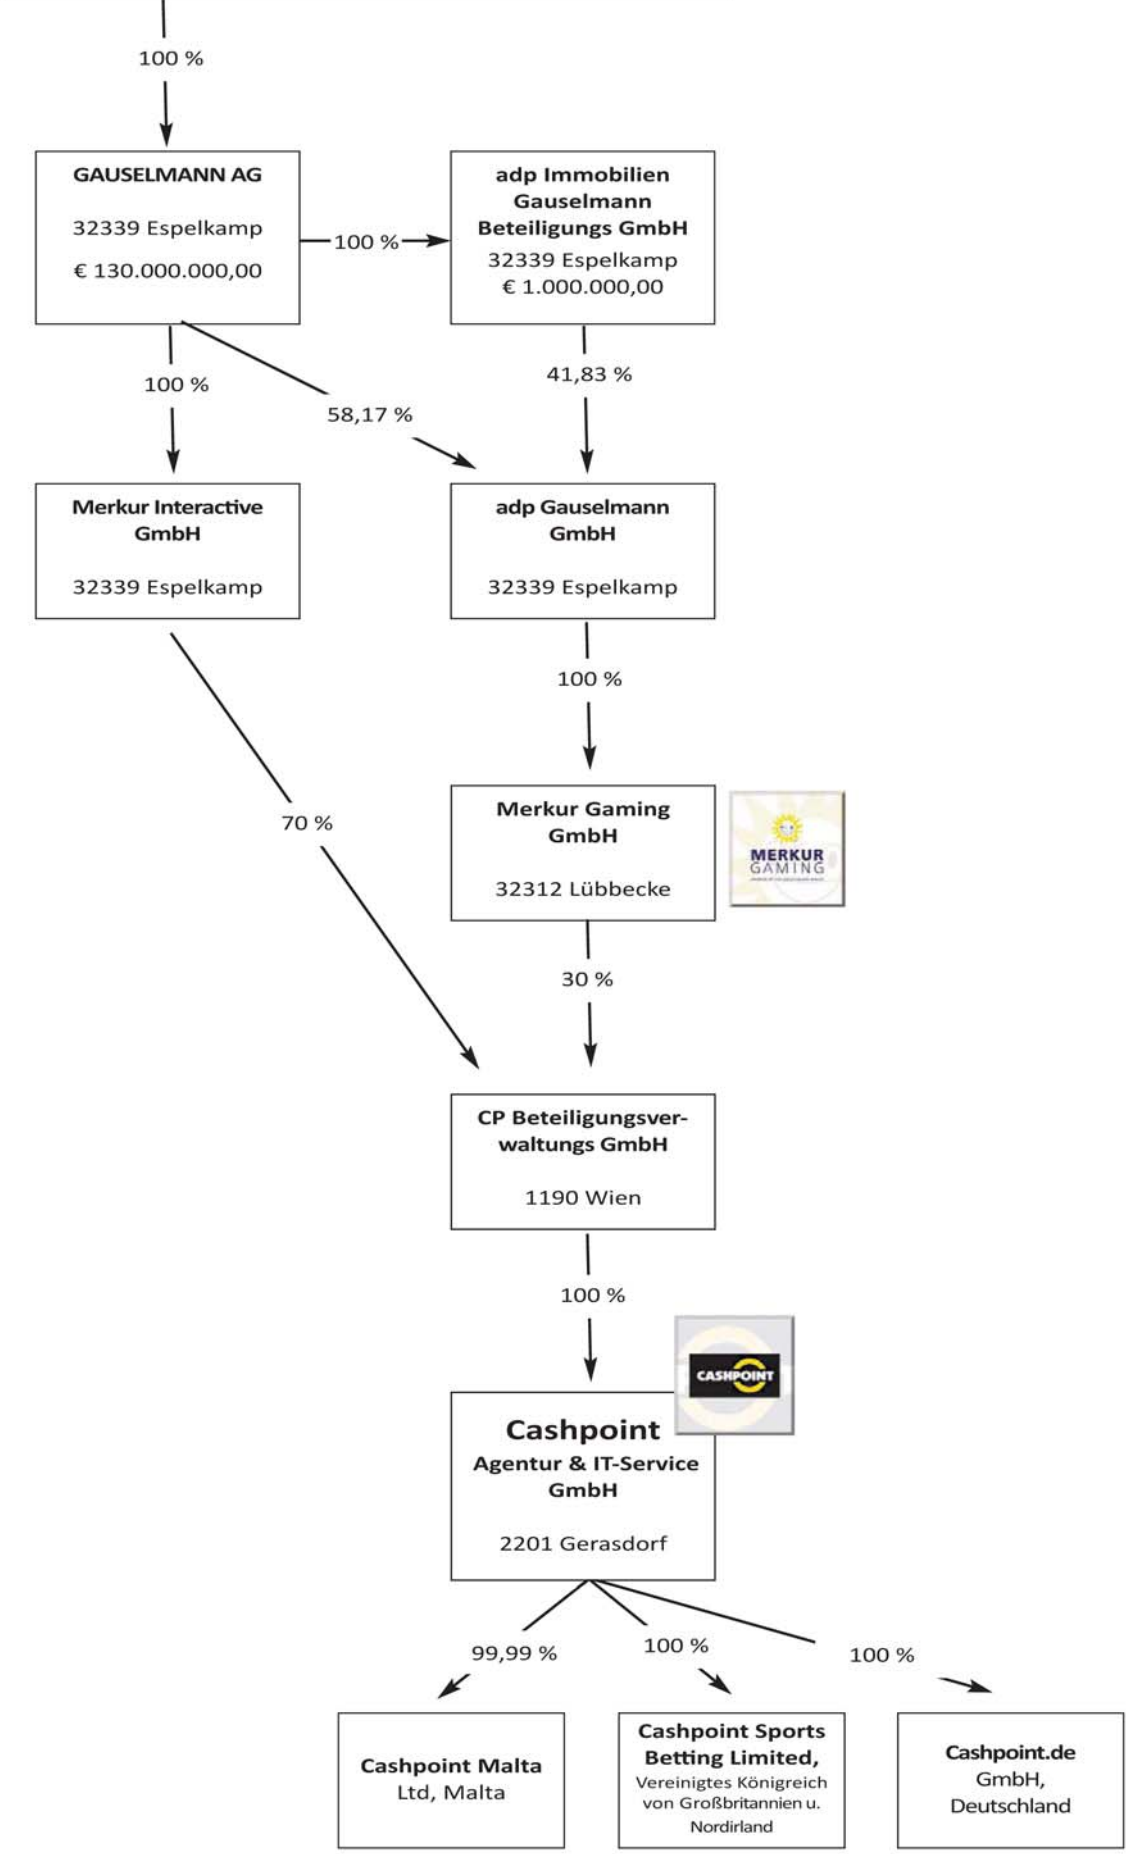 100 %
GAUSELMANN AG
32339 Espelkamp
€ 130.000.000,00
100 %
adp Immobilien
Gauselmann
Beteiligungs GmbH
32339 Espelkamp
€ 1.000.000,00
100 %
58,17 %
41,83 %
Merkur Interactive
GmbH
32339 Espelkamp
adp Gauselmann
GmbH
32339 Espelkamp
100 %
70 %
Merkur Gaming
GmbH
32312 Lübbecke
MERKUR
GAMING
30 %
CP Beteiligungsver-
waltungs GmbH
1190 Wien
100 %
CASHPOINT
Cashpoint
Agentur & IT-Service
GmbH
2201 Gerasdorf
99,99 %
100 %
100 %
Cashpoint Malta
Ltd, Malta
Cashpoint Sports
Betting Limited,
Vereinigtes Königreich
von Großbritannien u.
Nordirland
Cashpoint.de
GmbH,
Deutschland